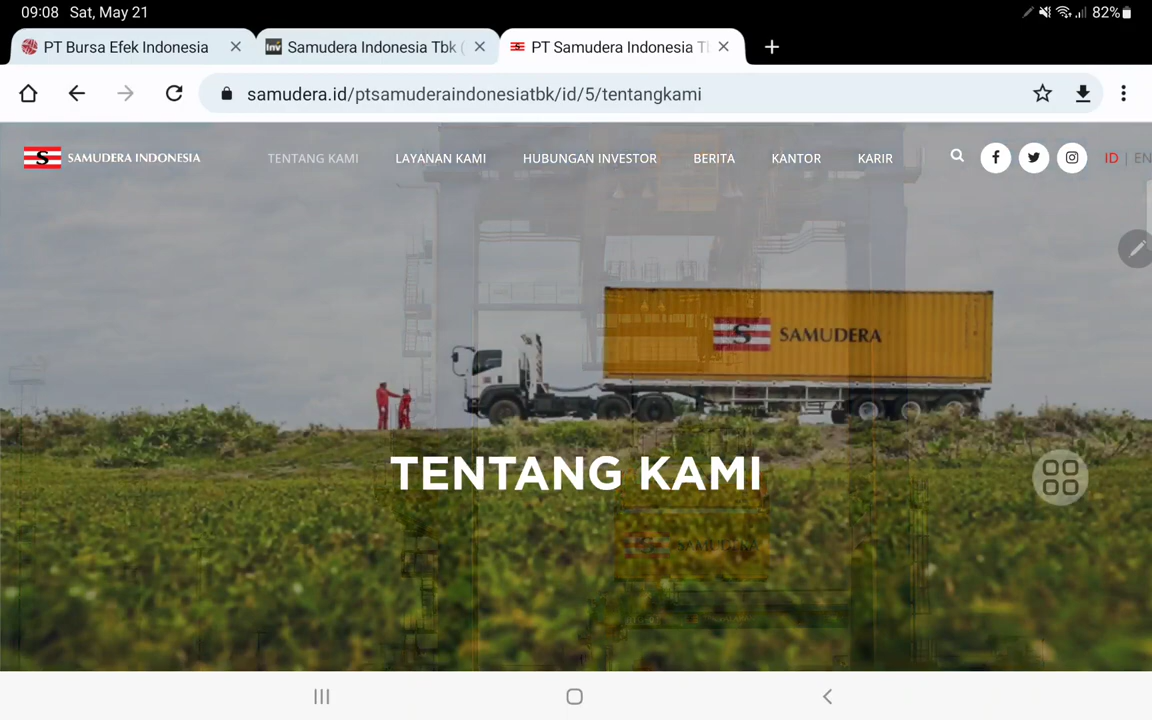 09:08 Sat, May 21
82%
PT Bursa Efek Indonesia
Samudera Indonesia Tbk (
PT Samudera Indonesia T
samudera.id/ptsamuderaindonesiatbk/id/5/tentangkami
S SAMUDERA INDONESIA
TENTANG KAMI
LAYANAN KAMI
HUBUNGAN INVESTOR
BERITA
KANTOR
KARIR
ID | EN
S SAMUDERA
TENTANG KAMI